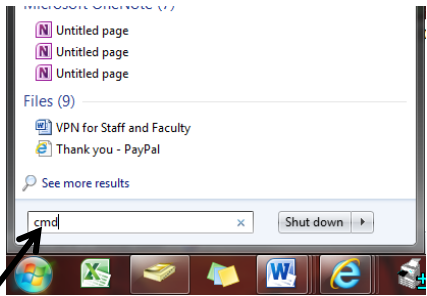 Microsoft OneNote (7)
Untitled page
Untitled page
Untitled page
Files (9)
VPN for Staff and Faculty
Thank you - PayPal
See more results
cmd
Shut down